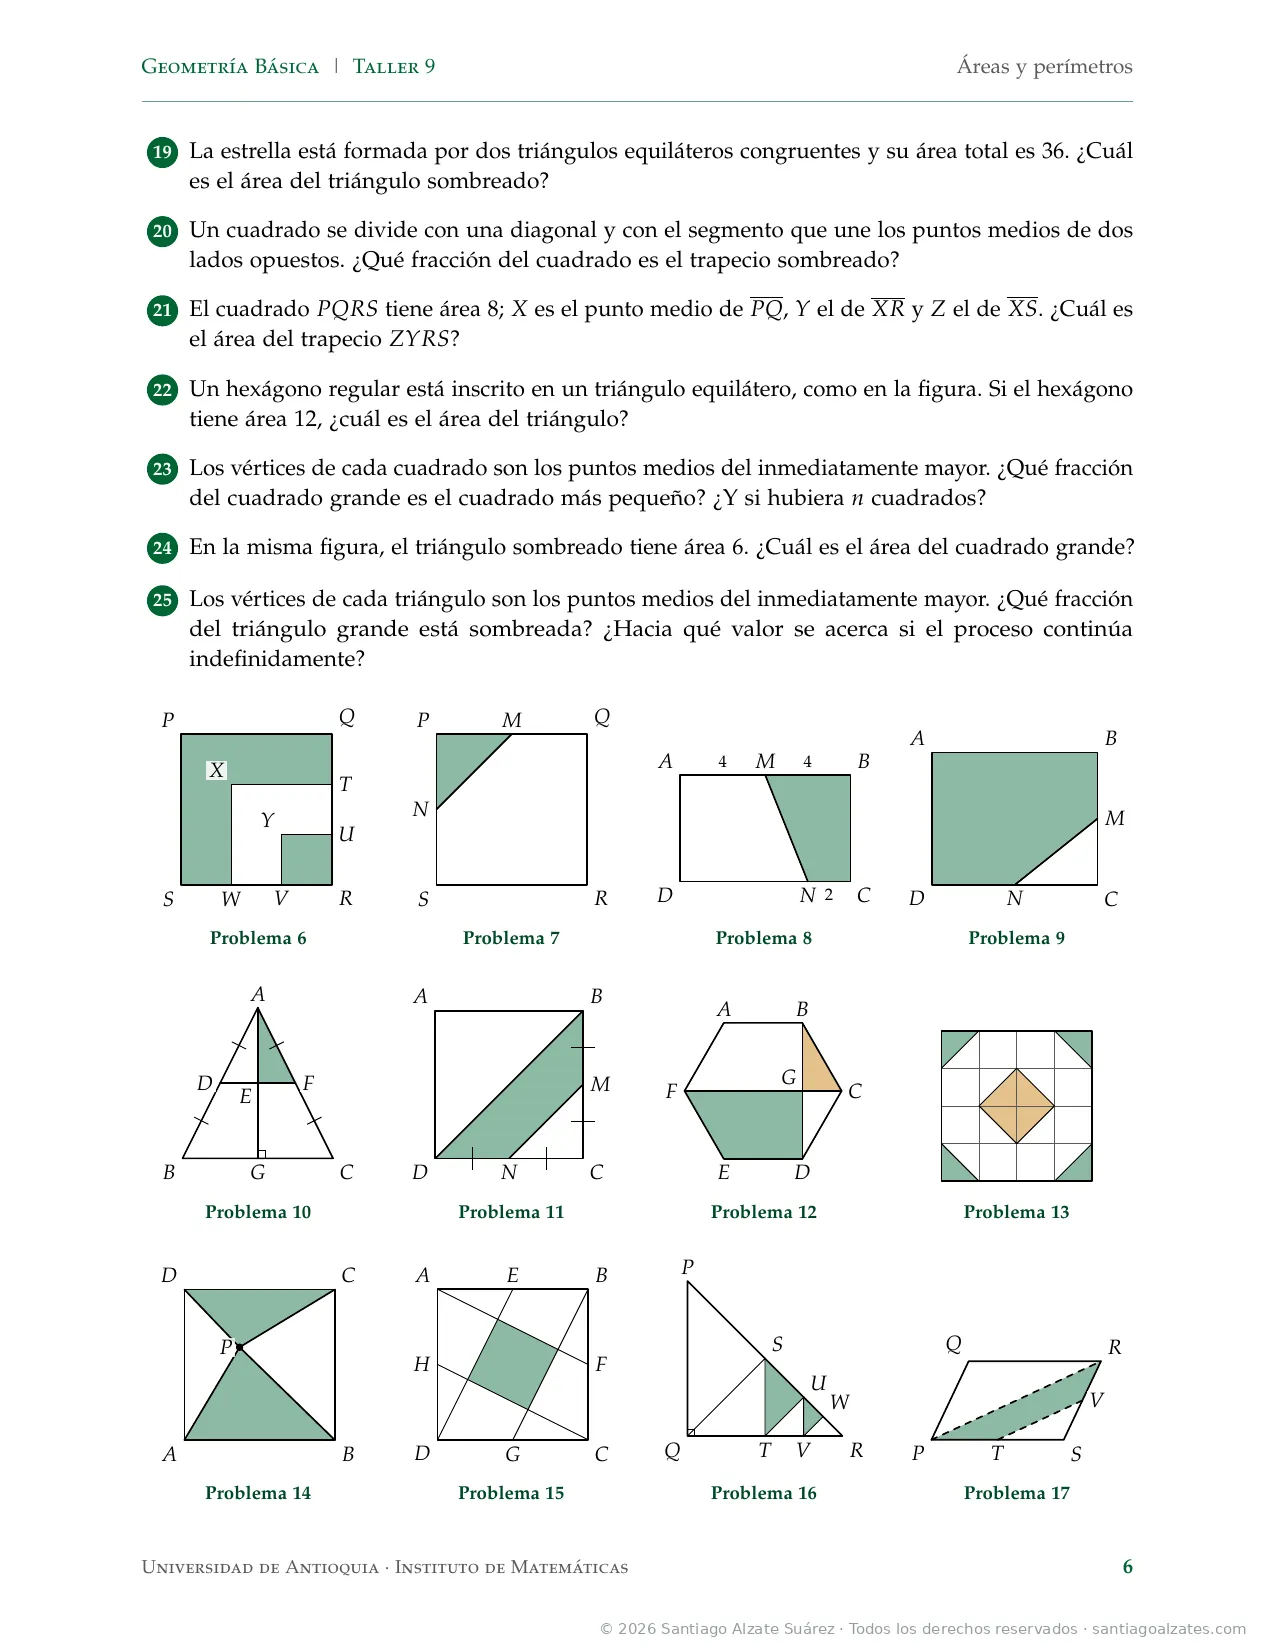 Geometría Básica | Taller 9 Áreas y perímetros
19 La estrella está formada por dos triángulos equiláteros congruentes y su área total es 36. ¿Cuál
es el área del triángulo sombreado?
20 Un cuadrado se divide con una diagonal y con el segmento que une los puntos medios de dos
lados opuestos. ¿Qué fracción del cuadrado es el trapecio sombreado?
21 El cuadrado PQRS tiene área 8; X es el punto medio de P̅Q̅, Y el de X̅R̅ y Z el de X̅S̅. ¿Cuál es
el área del trapecio ZYRS?
22 Un hexágono regular está inscrito en un triángulo equilátero, como en la figura. Si el hexágono
tiene área 12, ¿cuál es el área del triángulo?
23 Los vértices de cada cuadrado son los puntos medios del inmediatamente mayor. ¿Qué fracción
del cuadrado grande es el cuadrado más pequeño? ¿Y si hubiera n cuadrados?
24 En la misma figura, el triángulo sombreado tiene área 6. ¿Cuál es el área del cuadrado grande?
25 Los vértices de cada triángulo son los puntos medios del inmediatamente mayor. ¿Qué fracción
del triángulo grande está sombreada? ¿Hacia qué valor se acerca si el proceso continúa
indefinidamente?
P Q
X
T
Y
U
S W V R
Problema 6
P M Q
N
S R
Problema 7
A 4 M 4 B
D N 2 C
Problema 8
A B
M
D N C
Problema 9
A
D F
E
B G C
Problema 10
A B
M
D N C
Problema 11
A B
F G C
E D
Problema 12
Problema 13
D C
P
A B
Problema 14
A E B
H F
D G C
Problema 15
P
S
U
W
Q T V R
Problema 16
Q R
V
P T S
Problema 17
Universidad de Antioquia · Instituto de Matemáticas 6
© 2026 Santiago Alzate Suárez · Todos los derechos reservados · santiagoalzates.com